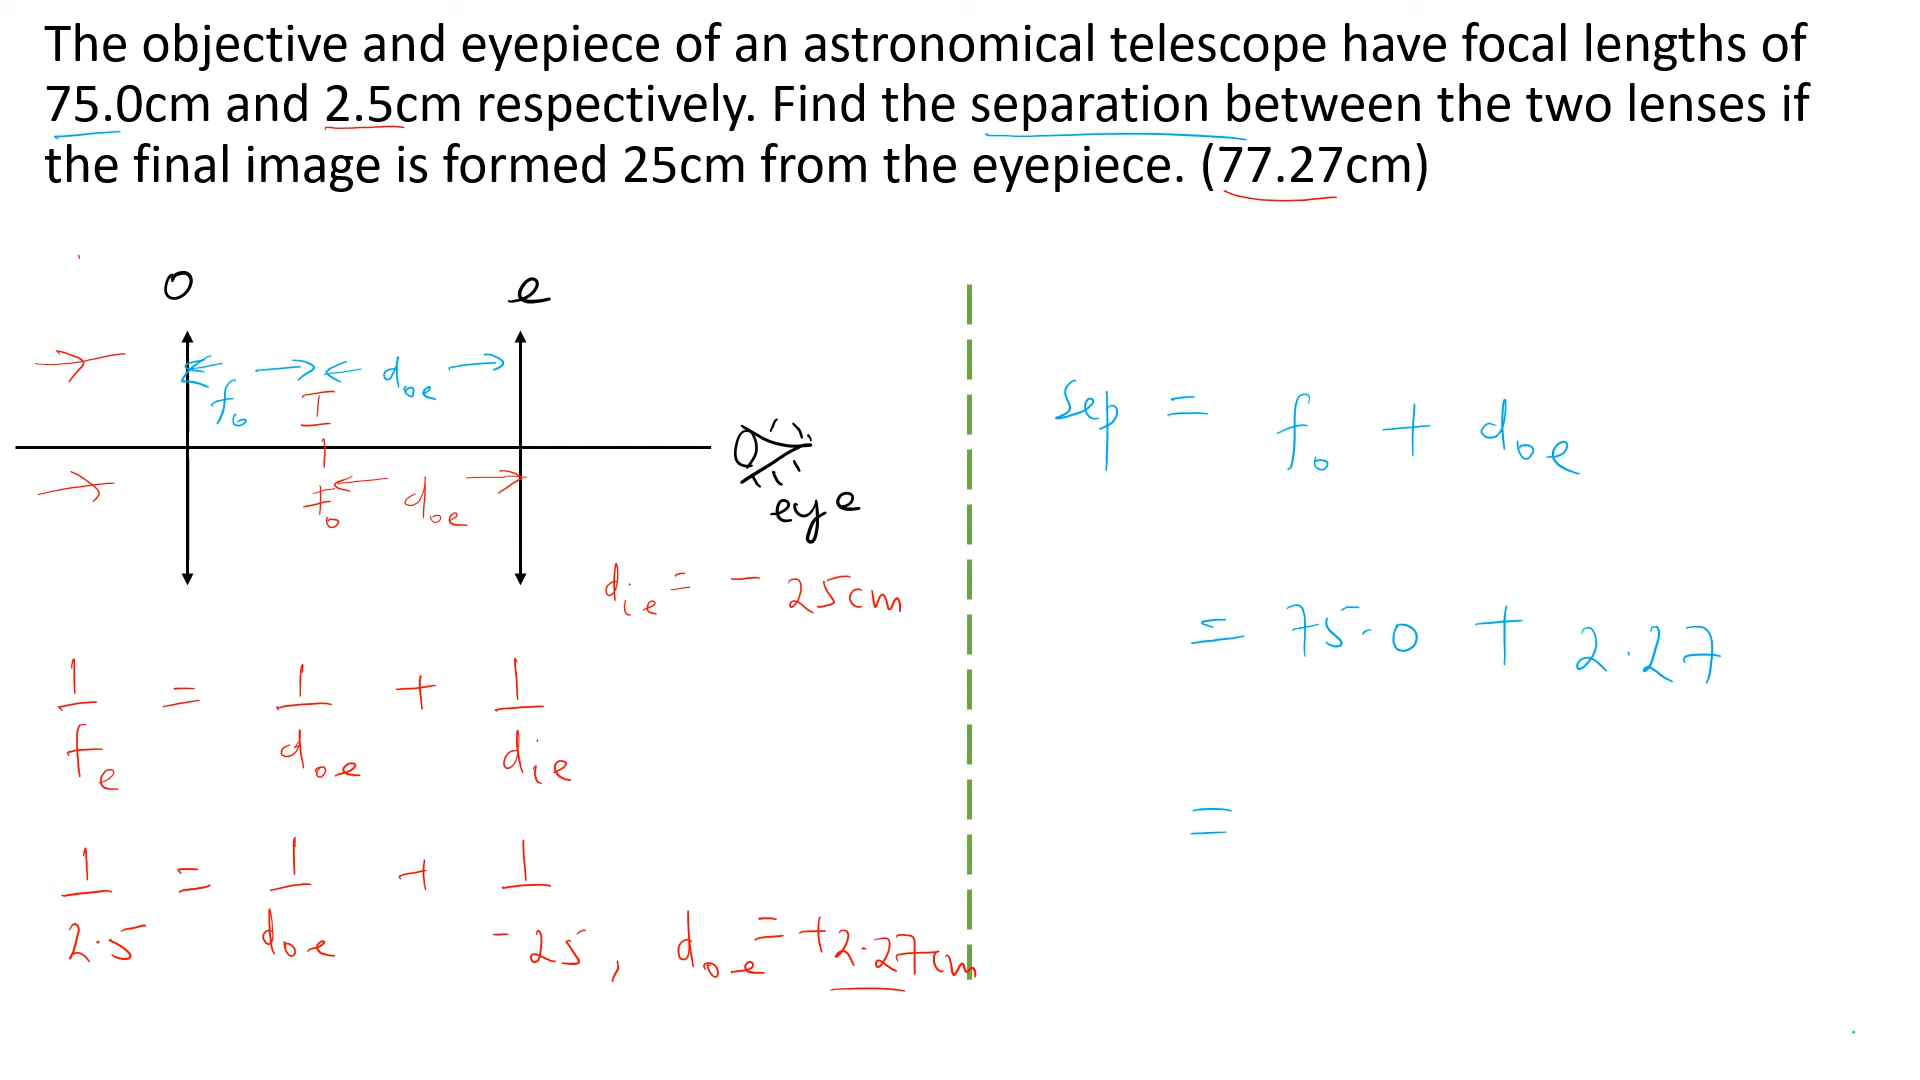 The objective and eyepiece of an astronomical telescope have focal lengths of
75.0cm and 2.5cm respectively. Find the separation between the two lenses if
the final image is formed 25cm from the eyepiece. (77.27cm)
O e
f₀ d₀e
I
f₀ d₀e
eye
dᵢe = - 25cm
1/fe = 1/d₀e + 1/dᵢe
1/2.5 = 1/d₀e + 1/-25 , d₀e = +2.27cm
Sep = f₀ + d₀e
= 75.0 + 2.27
=